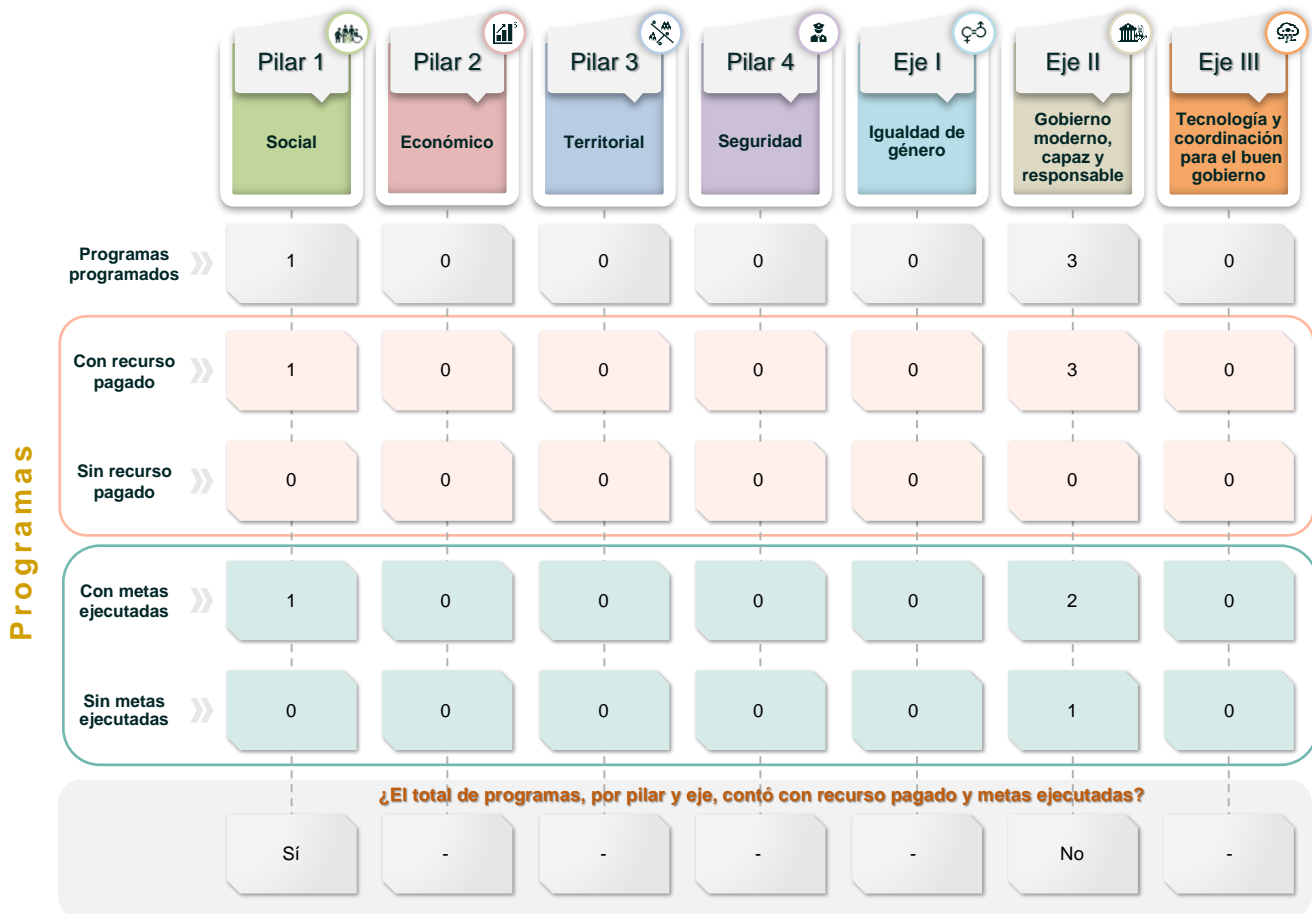 Pilar 1
Pilar 2
Pilar 3
Pilar 4
Eje I
Eje II
Eje III
Social
Económico
Territorial
Seguridad
Igualdad de
género
Gobierno
moderno,
capaz y
responsable
Tecnología y
coordinación
para el buen
gobierno
Programas
Programas
programados
1 0 0 0 0 3 0
Con recurso
pagado
1 0 0 0 0 3 0
Sin recurso
pagado
0 0 0 0 0 0 0
Con metas
ejecutadas
1 0 0 0 0 2 0
Sin metas
ejecutadas
0 0 0 0 0 1 0
¿El total de programas, por pilar y eje, contó con recurso pagado y metas ejecutadas?
Sí - - - - No -